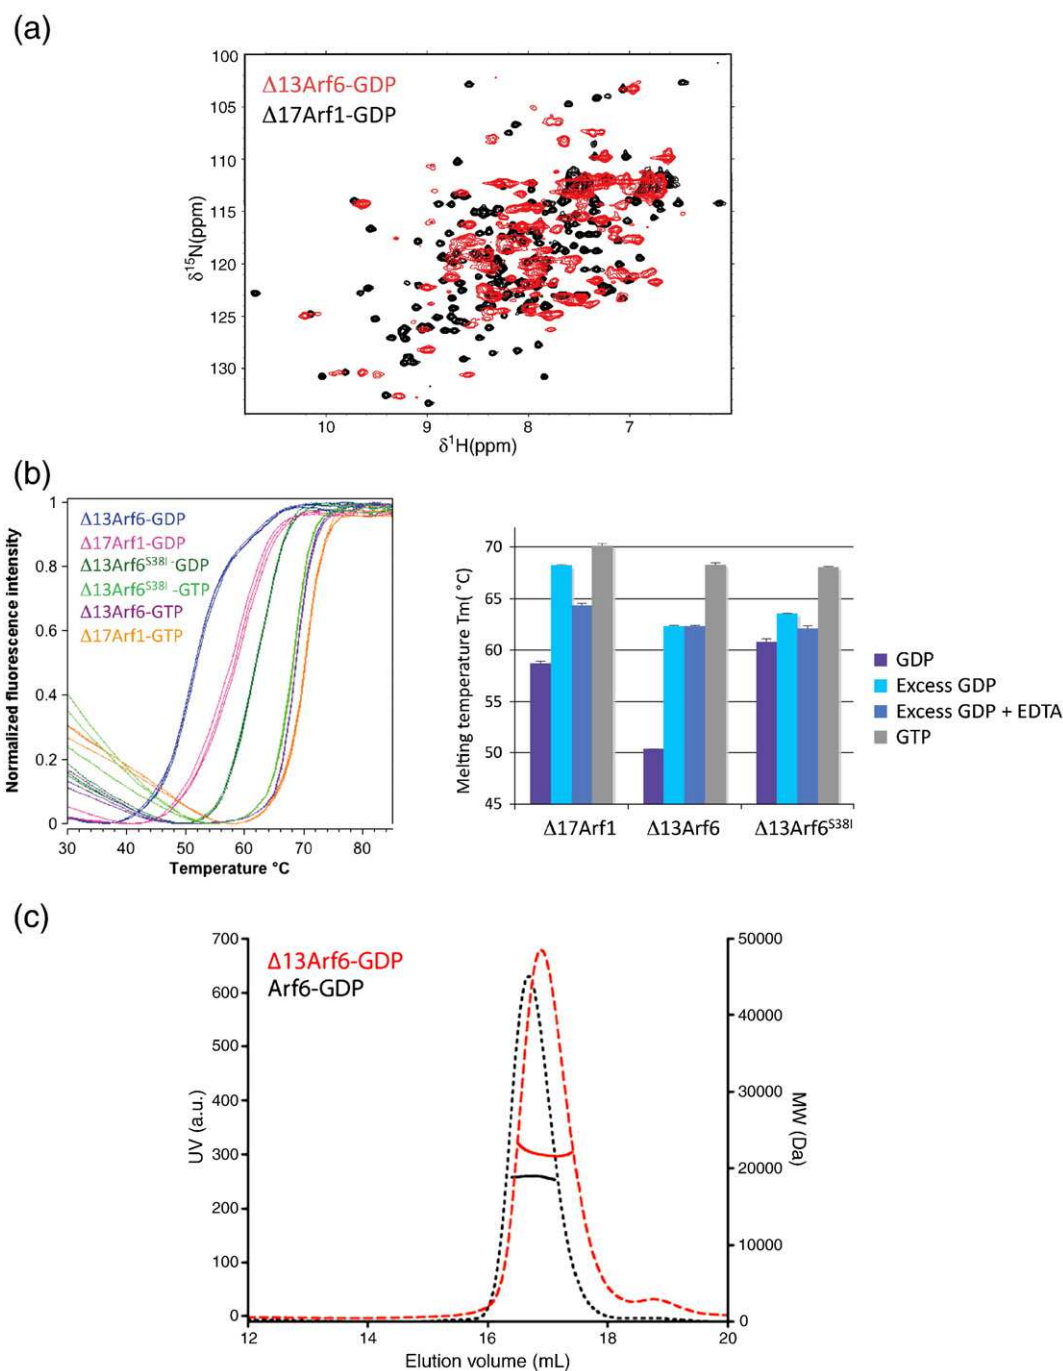 (a)
Δ13Arf6-GDP
Δ17Arf1-GDP
100
105
110
115
120
125
130
δ¹⁵N(ppm)
10
9
8
7
δ¹H(ppm)
(b)
Δ13Arf6-GDP
Δ17Arf1-GDP
Δ13Arf6ˢ³⁸ᴵ-GDP
Δ13Arf6ˢ³⁸ᴵ-GTP
Δ13Arf6-GTP
Δ17Arf1-GTP
Normalized fluorescence intensity
1
0.8
0.6
0.4
0.2
0
30
40
50
60
70
80
Temperature °C
Melting temperature Tm( °C)
70
65
60
55
50
45
Δ17Arf1
Δ13Arf6
Δ13Arf6ˢ³⁸ᴵ
GDP
Excess GDP
Excess GDP + EDTA
GTP
(c)
Δ13Arf6-GDP
Arf6-GDP
UV (a.u.)
700
600
500
400
300
200
100
0
MW (Da)
50000
40000
30000
20000
10000
0
12
14
16
18
20
Elution volume (mL)